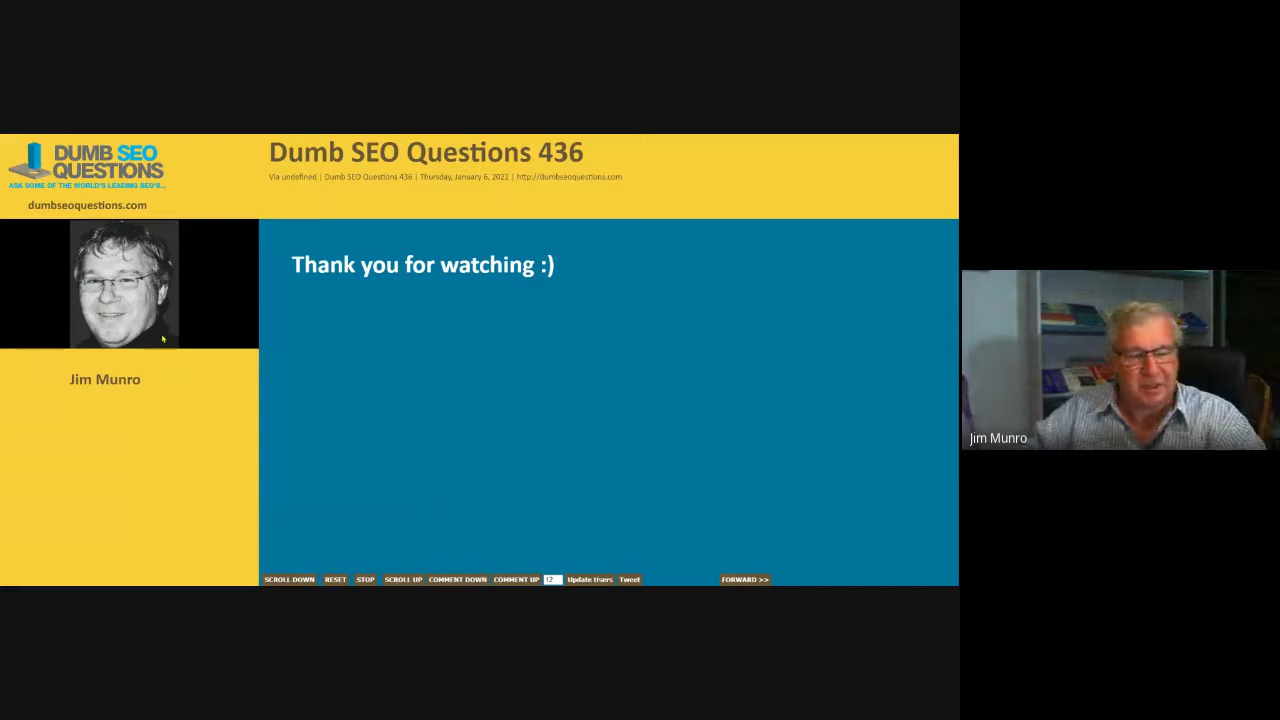 DUMB SEO
QUESTIONS
ASK SOME OF THE WORLD'S LEADING SEO'S...
dumbseoquestions.com
Dumb SEO Questions 436
Via undefined | Dumb SEO Questions 436 | Thursday, January 6, 2022 | http://dumbseoquestions.com
Jim Munro
Thank you for watching :)
SCROLL DOWN RESET STOP SCROLL UP COMMENT DOWN COMMENT UP 12 Update Users Tweet FORWARD >>
Jim Munro